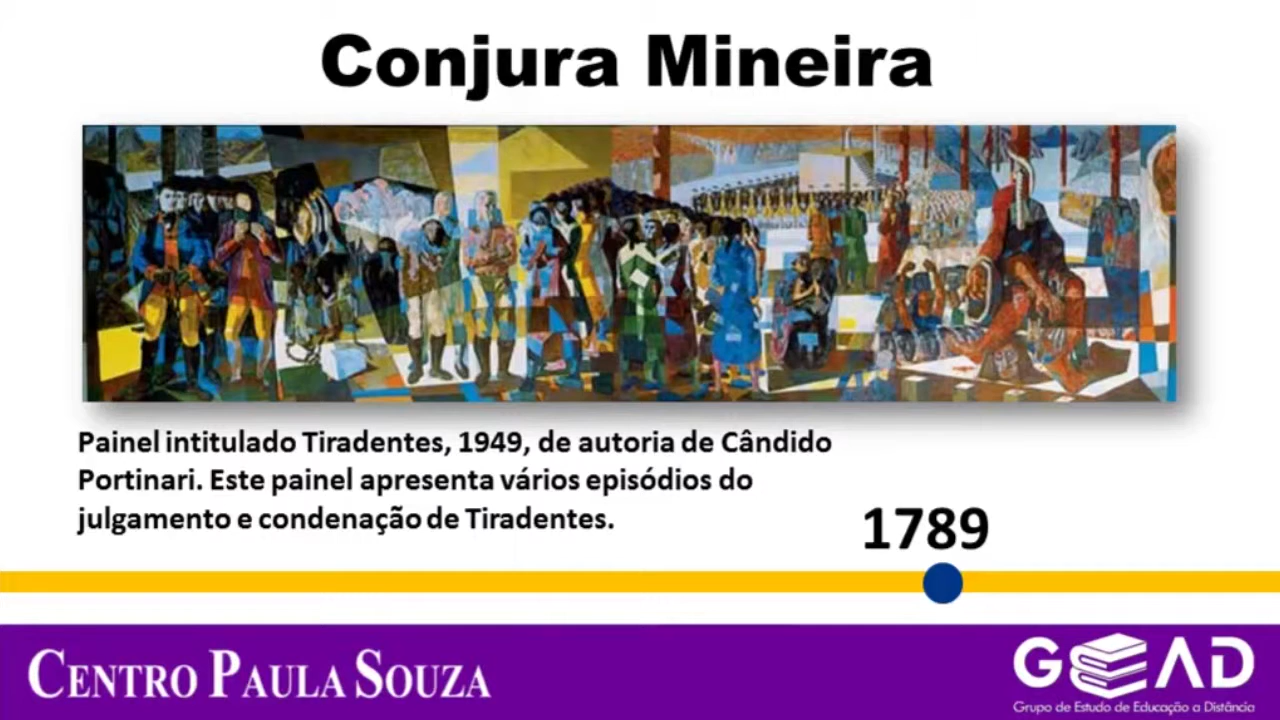 Conjura Mineira
Painel intitulado Tiradentes, 1949, de autoria de Cândido
Portinari. Este painel apresenta vários episódios do
julgamento e condenação de Tiradentes.
1789
CENTRO PAULA SOUZA
GEAD
Grupo de Estudo de Educação a Distância